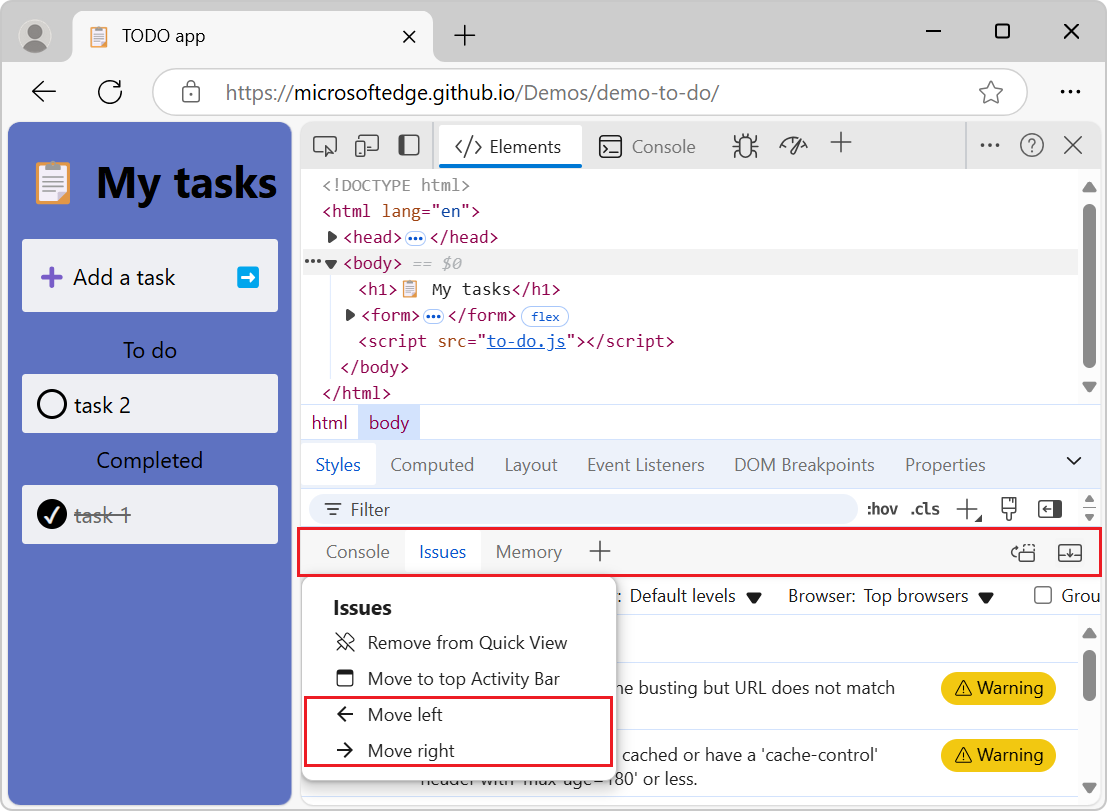 TODO app
https://microsoftedge.github.io/Demos/demo-to-do/
My tasks
Add a task
To do
task 2
Completed
task 1
Elements
Console
<!DOCTYPE html>
<html lang="en">
<head>…</head>
<body> == $0
<h1>📋 My tasks</h1>
<form>…</form> flex
<script src="to-do.js"></script>
</body>
</html>
html body
Styles Computed Layout Event Listeners DOM Breakpoints Properties
Filter :hov .cls
Console Issues Memory
: Default levels Browser: Top browsers Grou
Issues
Remove from Quick View
Move to top Activity Bar
Move left
Move right
busting but URL does not match Warning
cached or have a 'cache-control' Warning
header with 'max-age=180' or less.